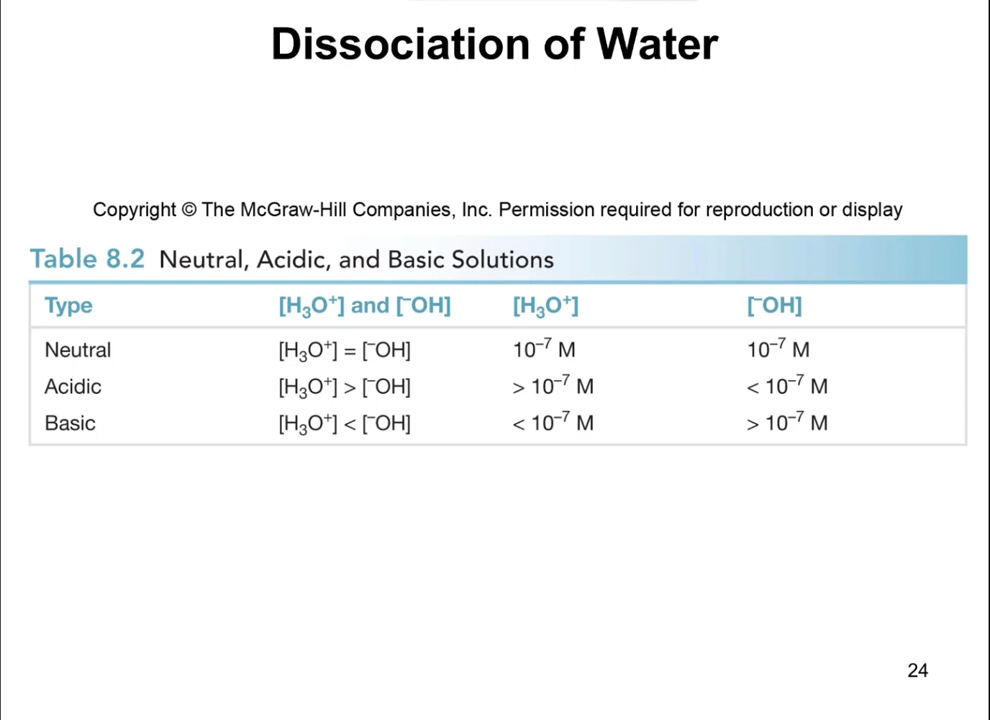 Dissociation of Water
Copyright © The McGraw-Hill Companies, Inc. Permission required for reproduction or display
Table 8.2 Neutral, Acidic, and Basic Solutions
Type [H₃O⁺] and [⁻OH] [H₃O⁺] [⁻OH]
Neutral [H₃O⁺] = [⁻OH] 10⁻⁷ M 10⁻⁷ M
Acidic [H₃O⁺] > [⁻OH] > 10⁻⁷ M < 10⁻⁷ M
Basic [H₃O⁺] < [⁻OH] < 10⁻⁷ M > 10⁻⁷ M
24